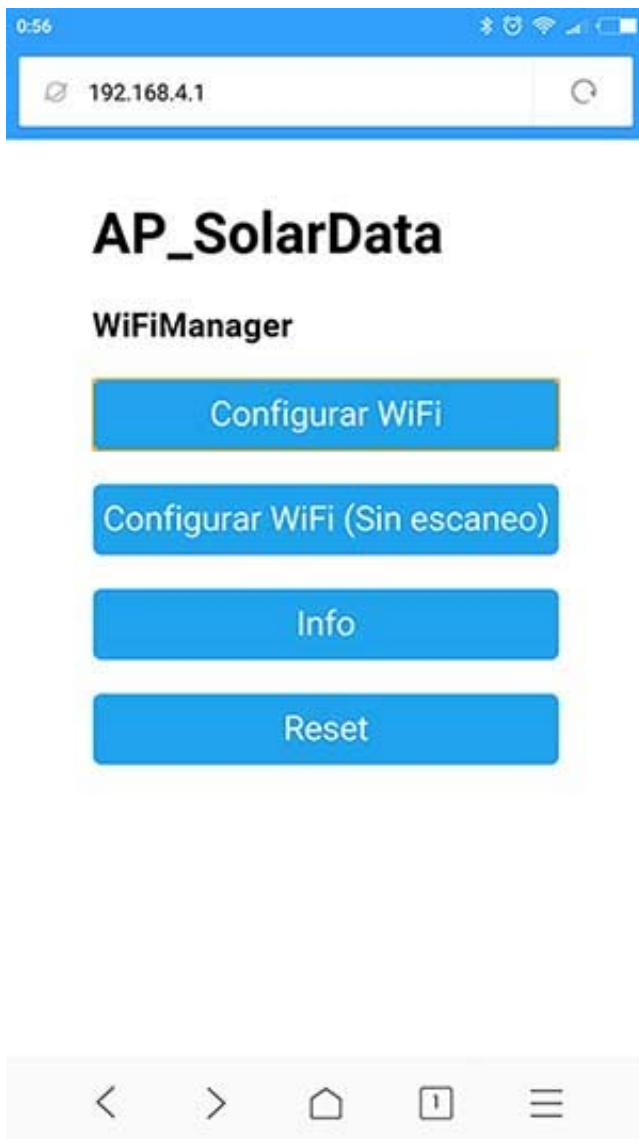 0:56
192.168.4.1
AP_SolarData
WiFiManager
Configurar WiFi
Configurar WiFi (Sin escaneo)
Info
Reset
1